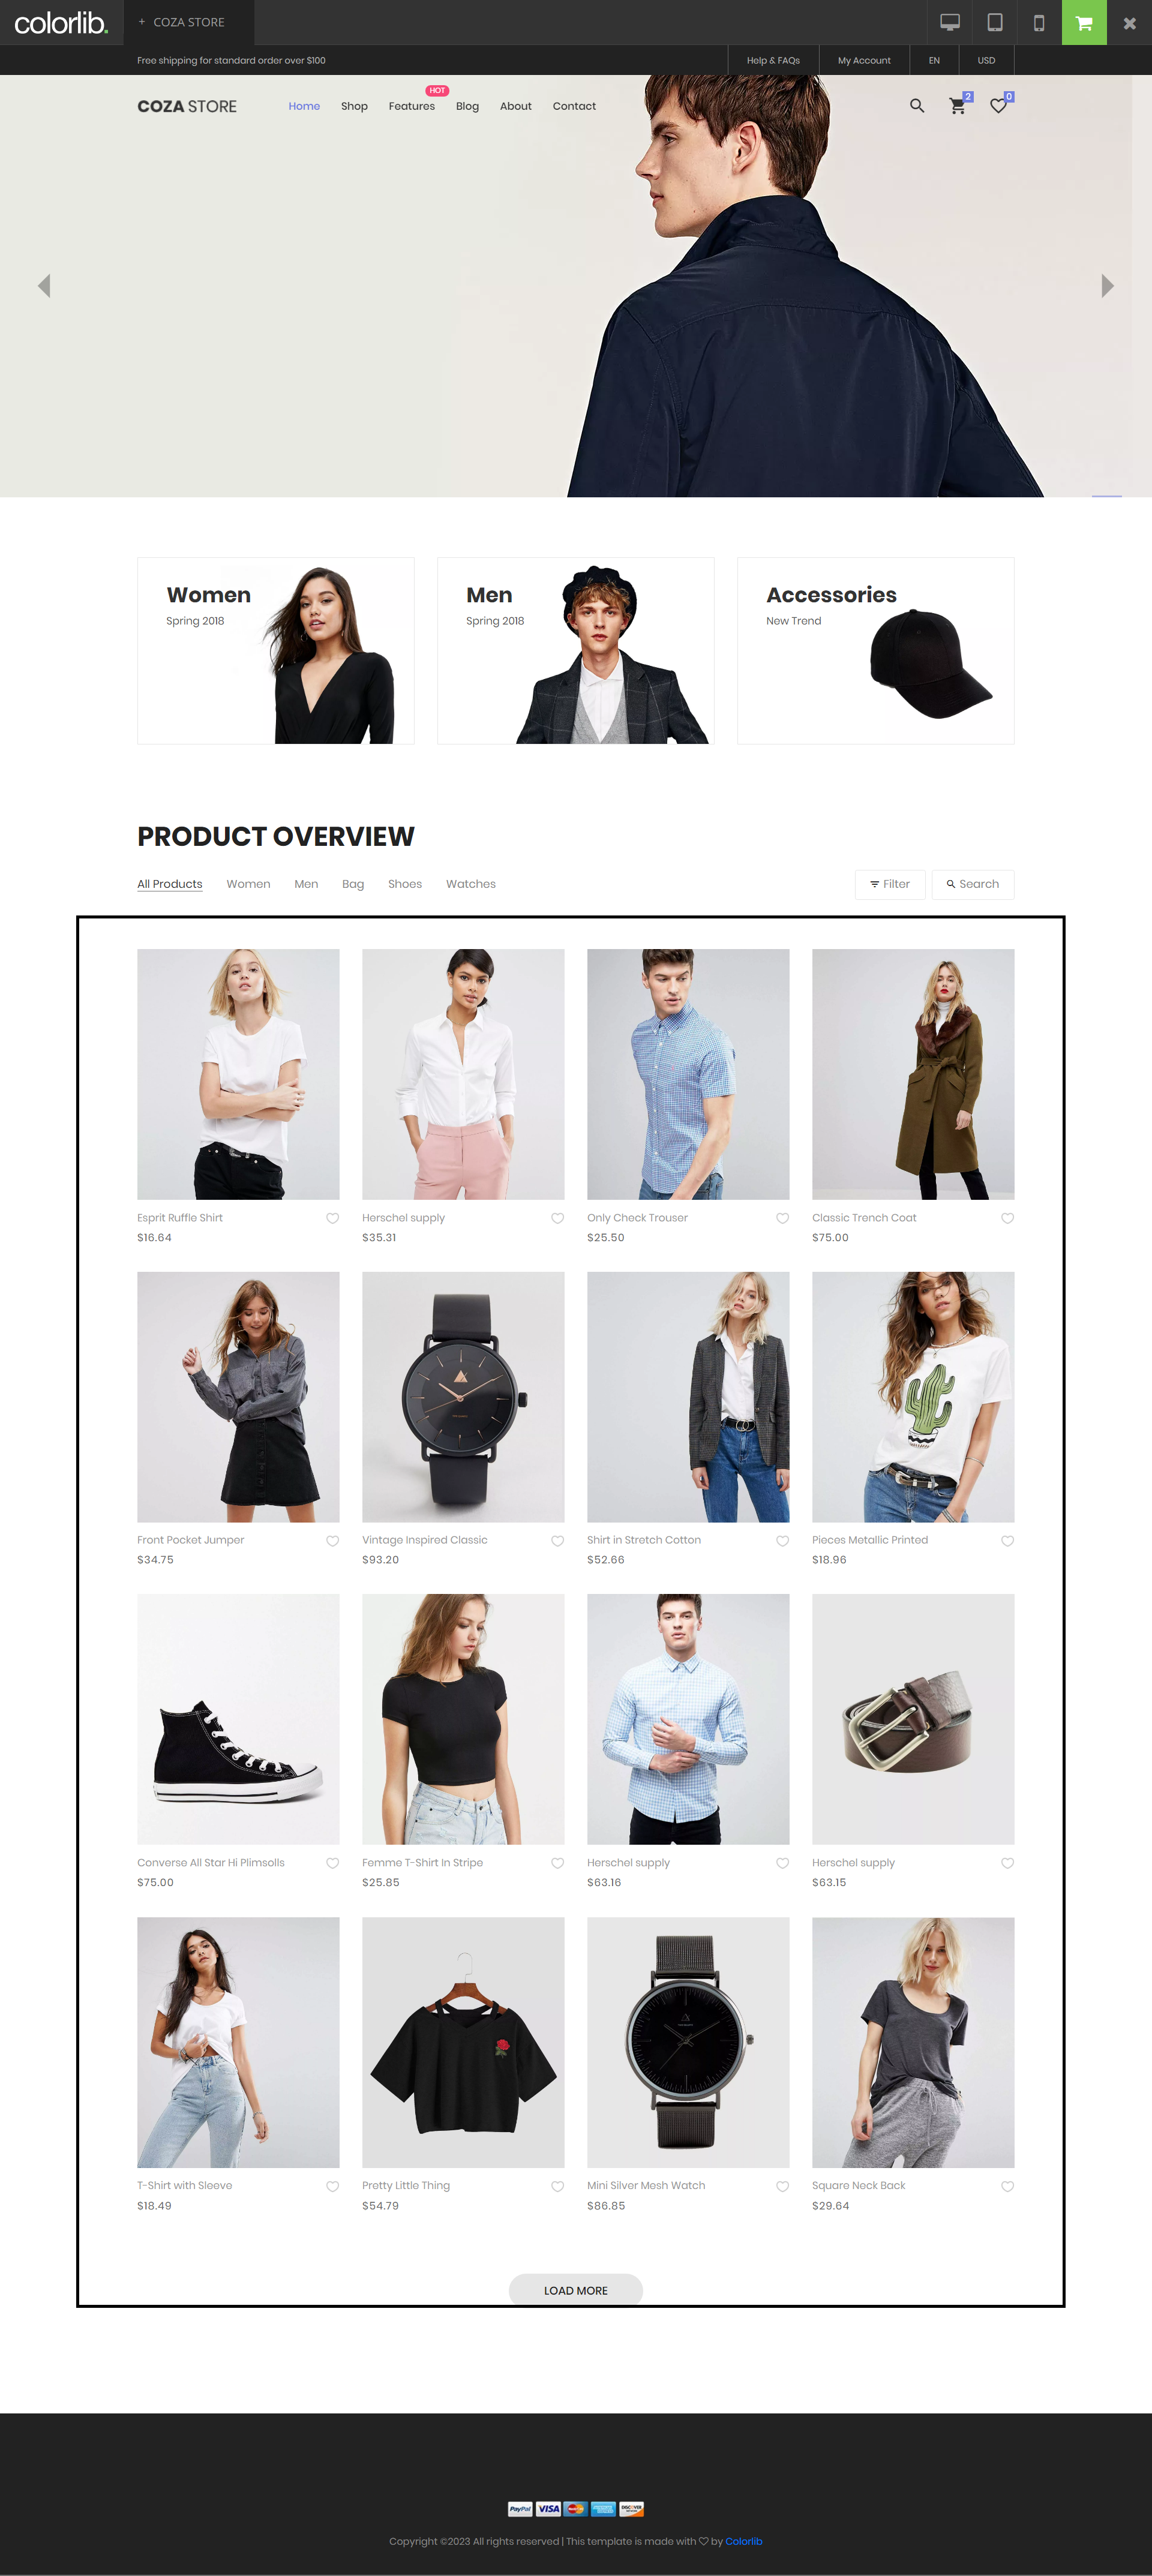 colorlib.
+ COZA STORE
Free shipping for standard order over $100
Help & FAQs
My Account
EN
USD
COZA STORE
Home
Shop
Features
HOT
Blog
About
Contact
2
0
Women
Spring 2018
Men
Spring 2018
Accessories
New Trend
PRODUCT OVERVIEW
All Products
Women
Men
Bag
Shoes
Watches
Filter
Search
Esprit Ruffle Shirt
$16.64
Herschel supply
$35.31
Only Check Trouser
$25.50
Classic Trench Coat
$75.00
Front Pocket Jumper
$34.75
Vintage Inspired Classic
$93.20
Shirt in Stretch Cotton
$52.66
Pieces Metallic Printed
$18.96
Converse All Star Hi Plimsolls
$75.00
Femme T-Shirt In Stripe
$25.85
Herschel supply
$63.16
Herschel supply
$63.15
T-Shirt with Sleeve
$18.49
Pretty Little Thing
$54.79
Mini Silver Mesh Watch
$86.85
Square Neck Back
$29.64
LOAD MORE
PayPal
VISA
DISCOVER
Copyright ©2023 All rights reserved | This template is made with ♡ by Colorlib